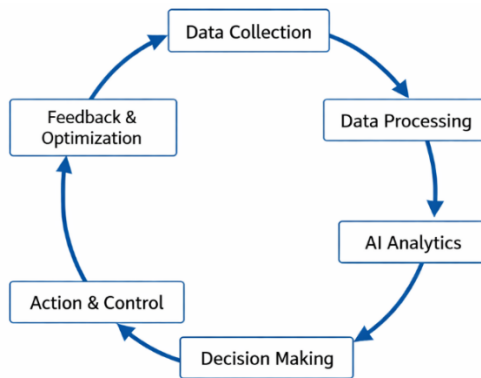 Data Collection
Data Processing
AI Analytics
Decision Making
Action & Control
Feedback &
Optimization